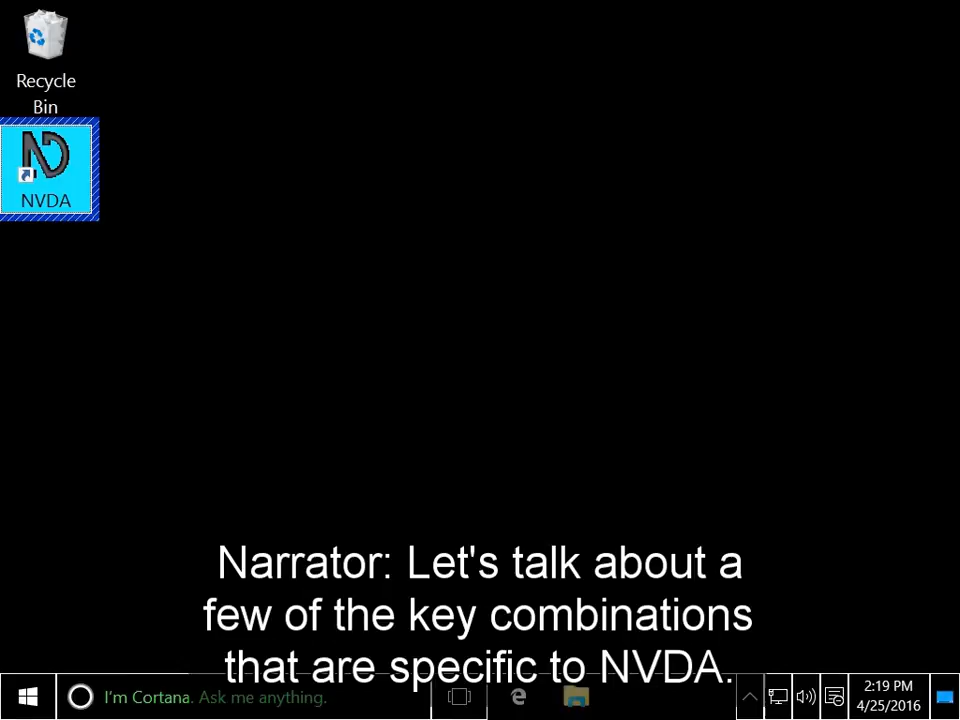 Recycle
Bin
NVDA
Narrator: Let's talk about a
few of the key combinations
that are specific to NVDA.
I'm Cortana. Ask me anything.
2:19 PM
4/25/2016